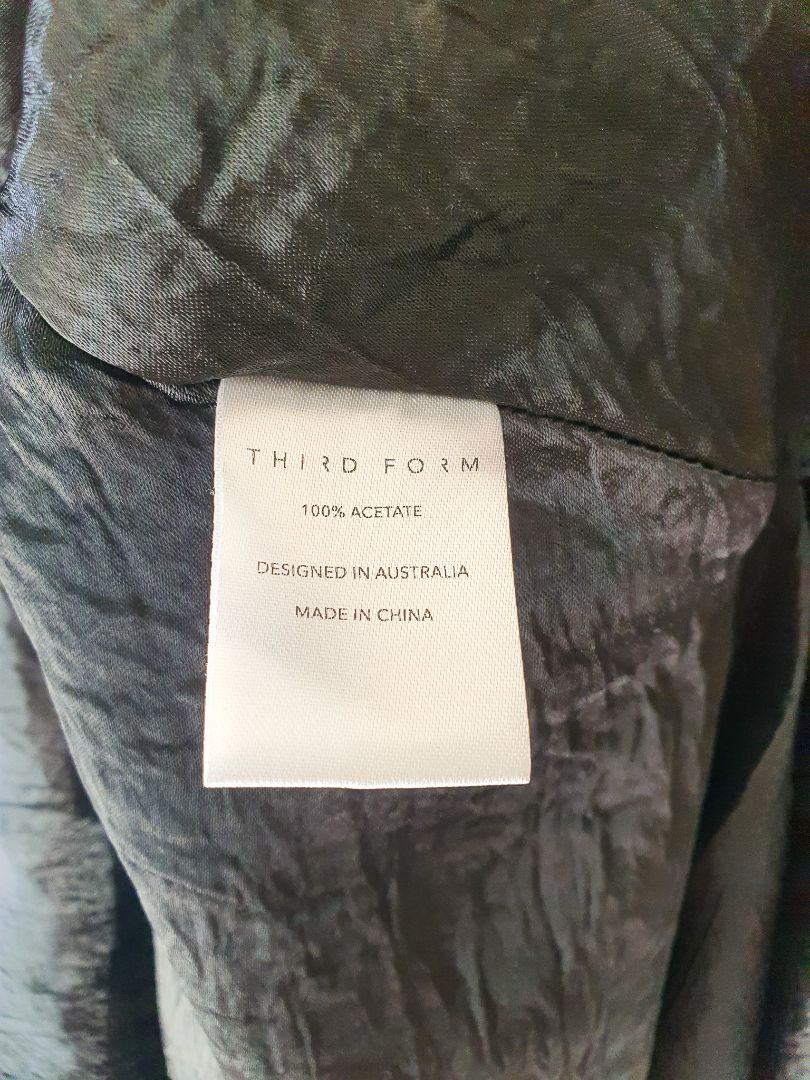 THIRD FORM
100% ACETATE
DESIGNED IN AUSTRALIA
MADE IN CHINA